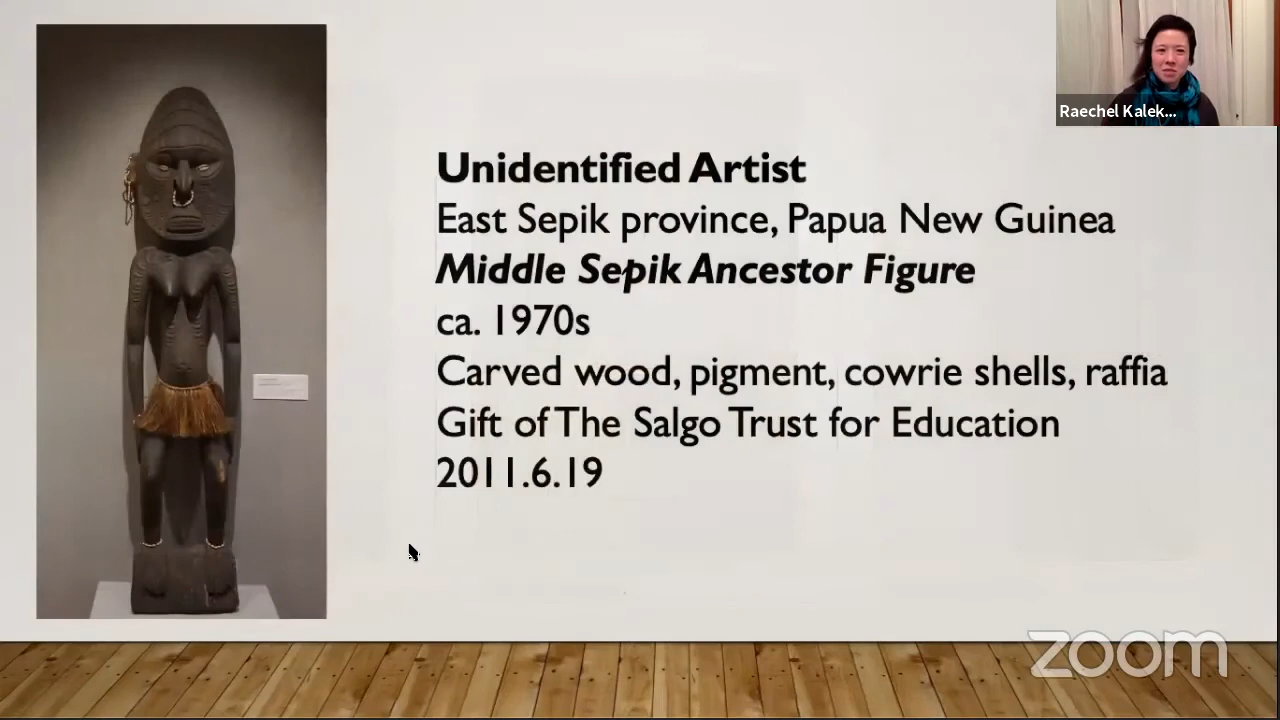 Raechel Kalek...
Unidentified Artist
East Sepik province, Papua New Guinea
Middle Sepik Ancestor Figure
ca. 1970s
Carved wood, pigment, cowrie shells, raffia
Gift of The Salgo Trust for Education
2011.6.19
zoom